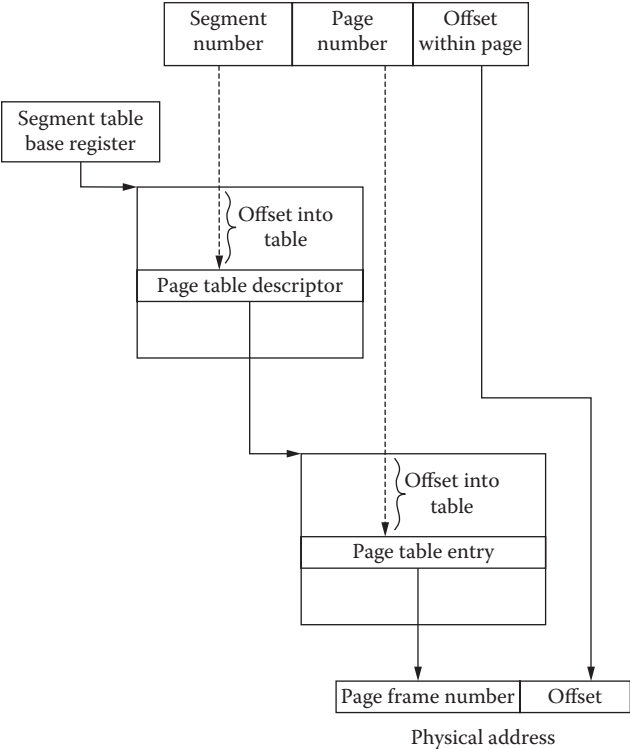 Segment number
Page number
Offset within page
Segment table base register
Offset into table
Page table descriptor
Offset into table
Page table entry
Page frame number
Offset
Physical address